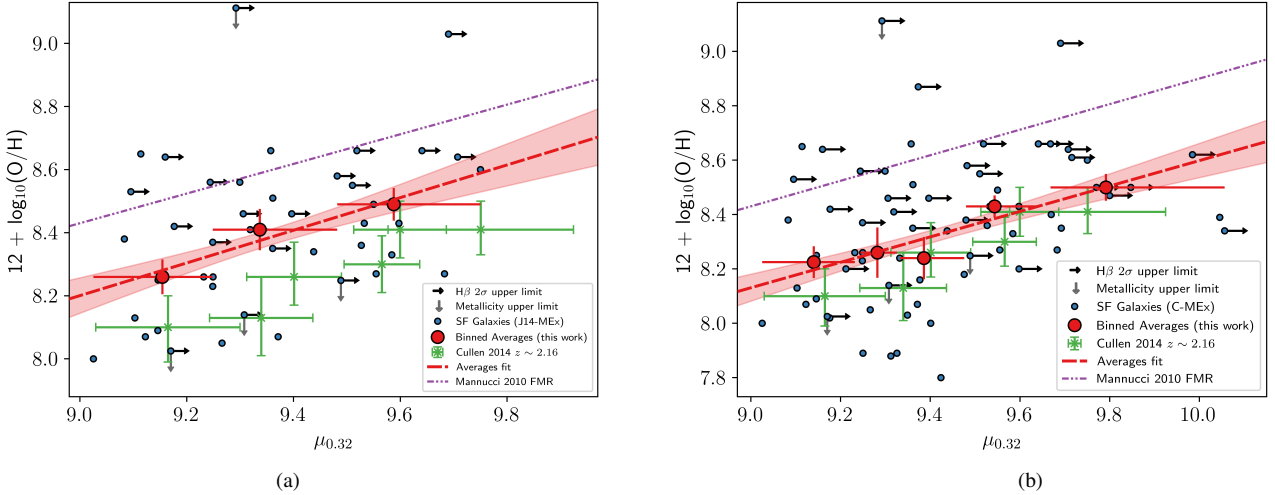 9.0
8.8
8.6
8.4
8.2
8.0
12 + log10(O/H)
9.0 9.2 9.4 9.6 9.8
μ0.32
Hβ 2σ upper limit
Metallicity upper limit
SF Galaxies (J14-MEx)
Binned Averages (this work)
Cullen 2014 z ∼ 2.16
Averages fit
Mannucci 2010 FMR
(a)
9.0
8.8
8.6
8.4
8.2
8.0
7.8
12 + log10(O/H)
9.0 9.2 9.4 9.6 9.8 10.0
μ0.32
Hβ 2σ upper limit
Metallicity upper limit
SF Galaxies (C-MEx)
Binned Averages (this work)
Cullen 2014 z ∼ 2.16
Averages fit
Mannucci 2010 FMR
(b)